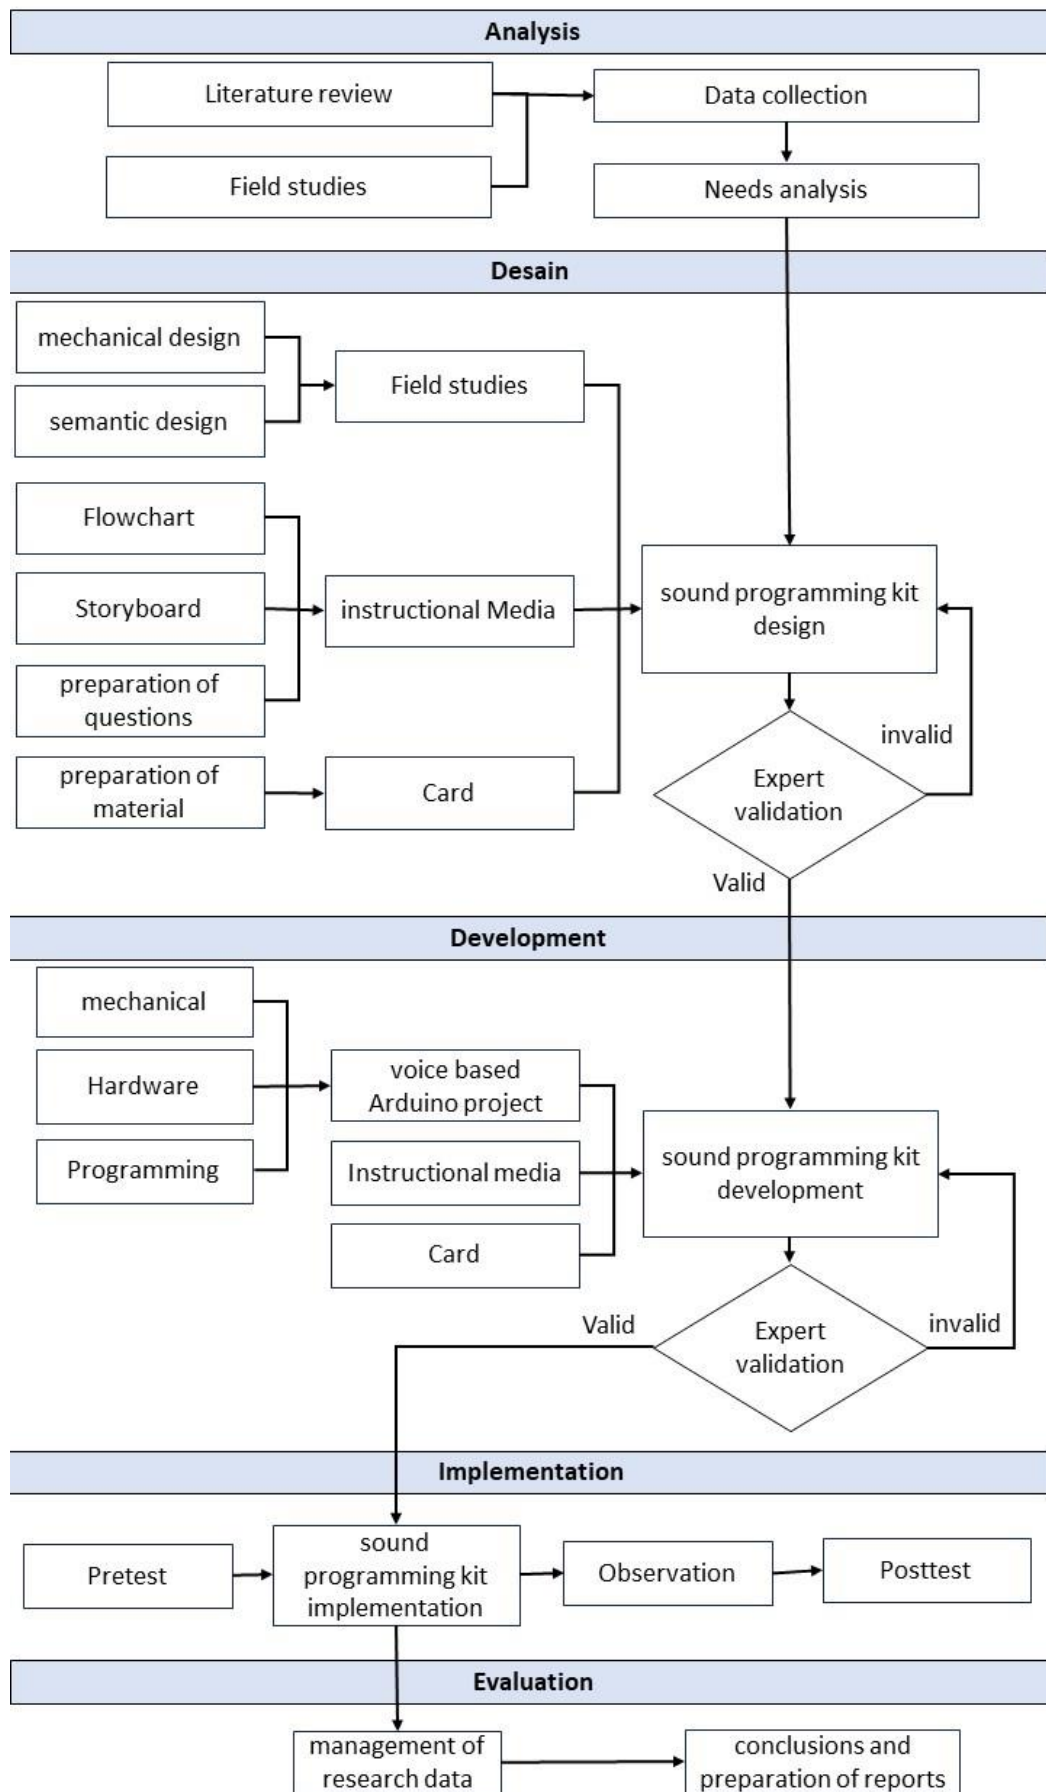 Analysis
Literature review
Data collection
Field studies
Needs analysis
Desain
mechanical design
Field studies
semantic design
Flowchart
Storyboard
instructional Media
preparation of
questions
preparation of
material
Card
sound programming kit
design
Expert
validation
invalid
Valid
Development
mechanical
Hardware
Programming
voice based
Arduino project
Instructional media
Card
sound programming kit
development
Expert
validation
Valid
invalid
Implementation
Pretest
sound
programming kit
implementation
Observation
Posttest
Evaluation
management of
research data
conclusions and
preparation of reports